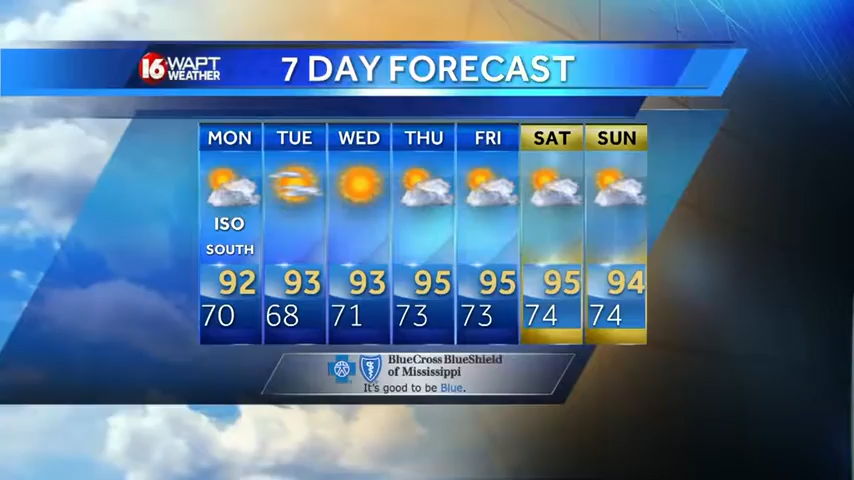 16 WAPT
WEATHER
7 DAY FORECAST
MON TUE WED THU FRI SAT SUN
ISO
SOUTH
92 93 93 95 95 95 94
70 68 71 73 73 74 74
BlueCross BlueShield
of Mississippi
It's good to be Blue.